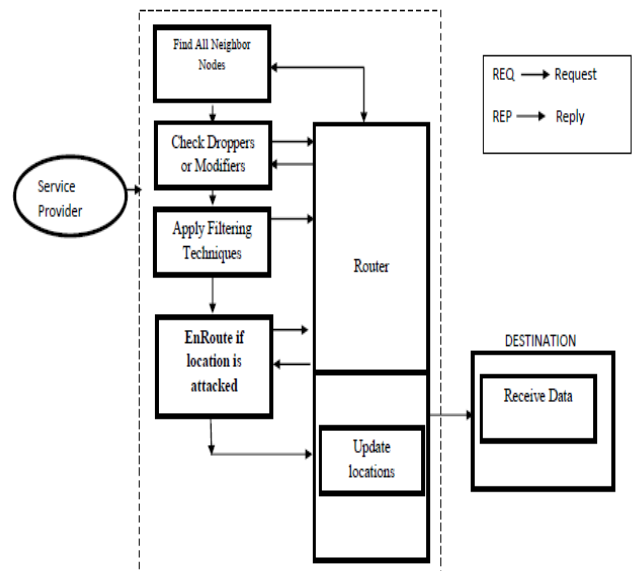 Find All Neighbor
Nodes
REQ Request
REP Reply
Check Droppers
or Modifiers
Service
Provider
Apply Filtering
Techniques
Router
EnRoute if
location is
attacked
DESTINATION
Receive Data
Update
locations